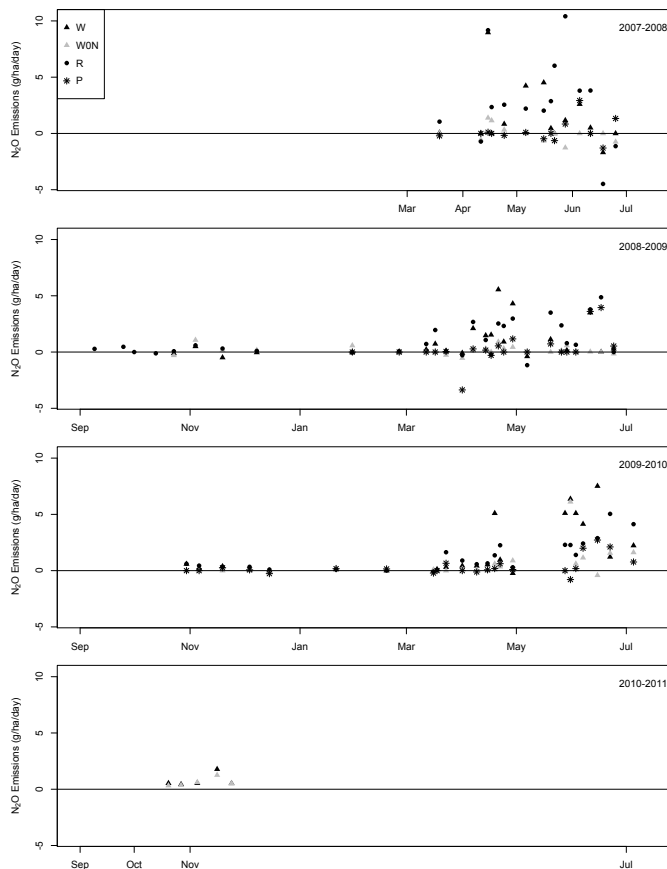 2007-2008
W
W0N
R
P
N₂O Emissions (g/ha/day)
10
5
0
-5
Mar Apr May Jun Jul
2008-2009
N₂O Emissions (g/ha/day)
10
5
0
-5
Sep Nov Jan Mar May Jul
2009-2010
N₂O Emissions (g/ha/day)
10
5
0
-5
Sep Nov Jan Mar May Jul
2010-2011
N₂O Emissions (g/ha/day)
10
5
0
-5
Sep Oct Nov Jul